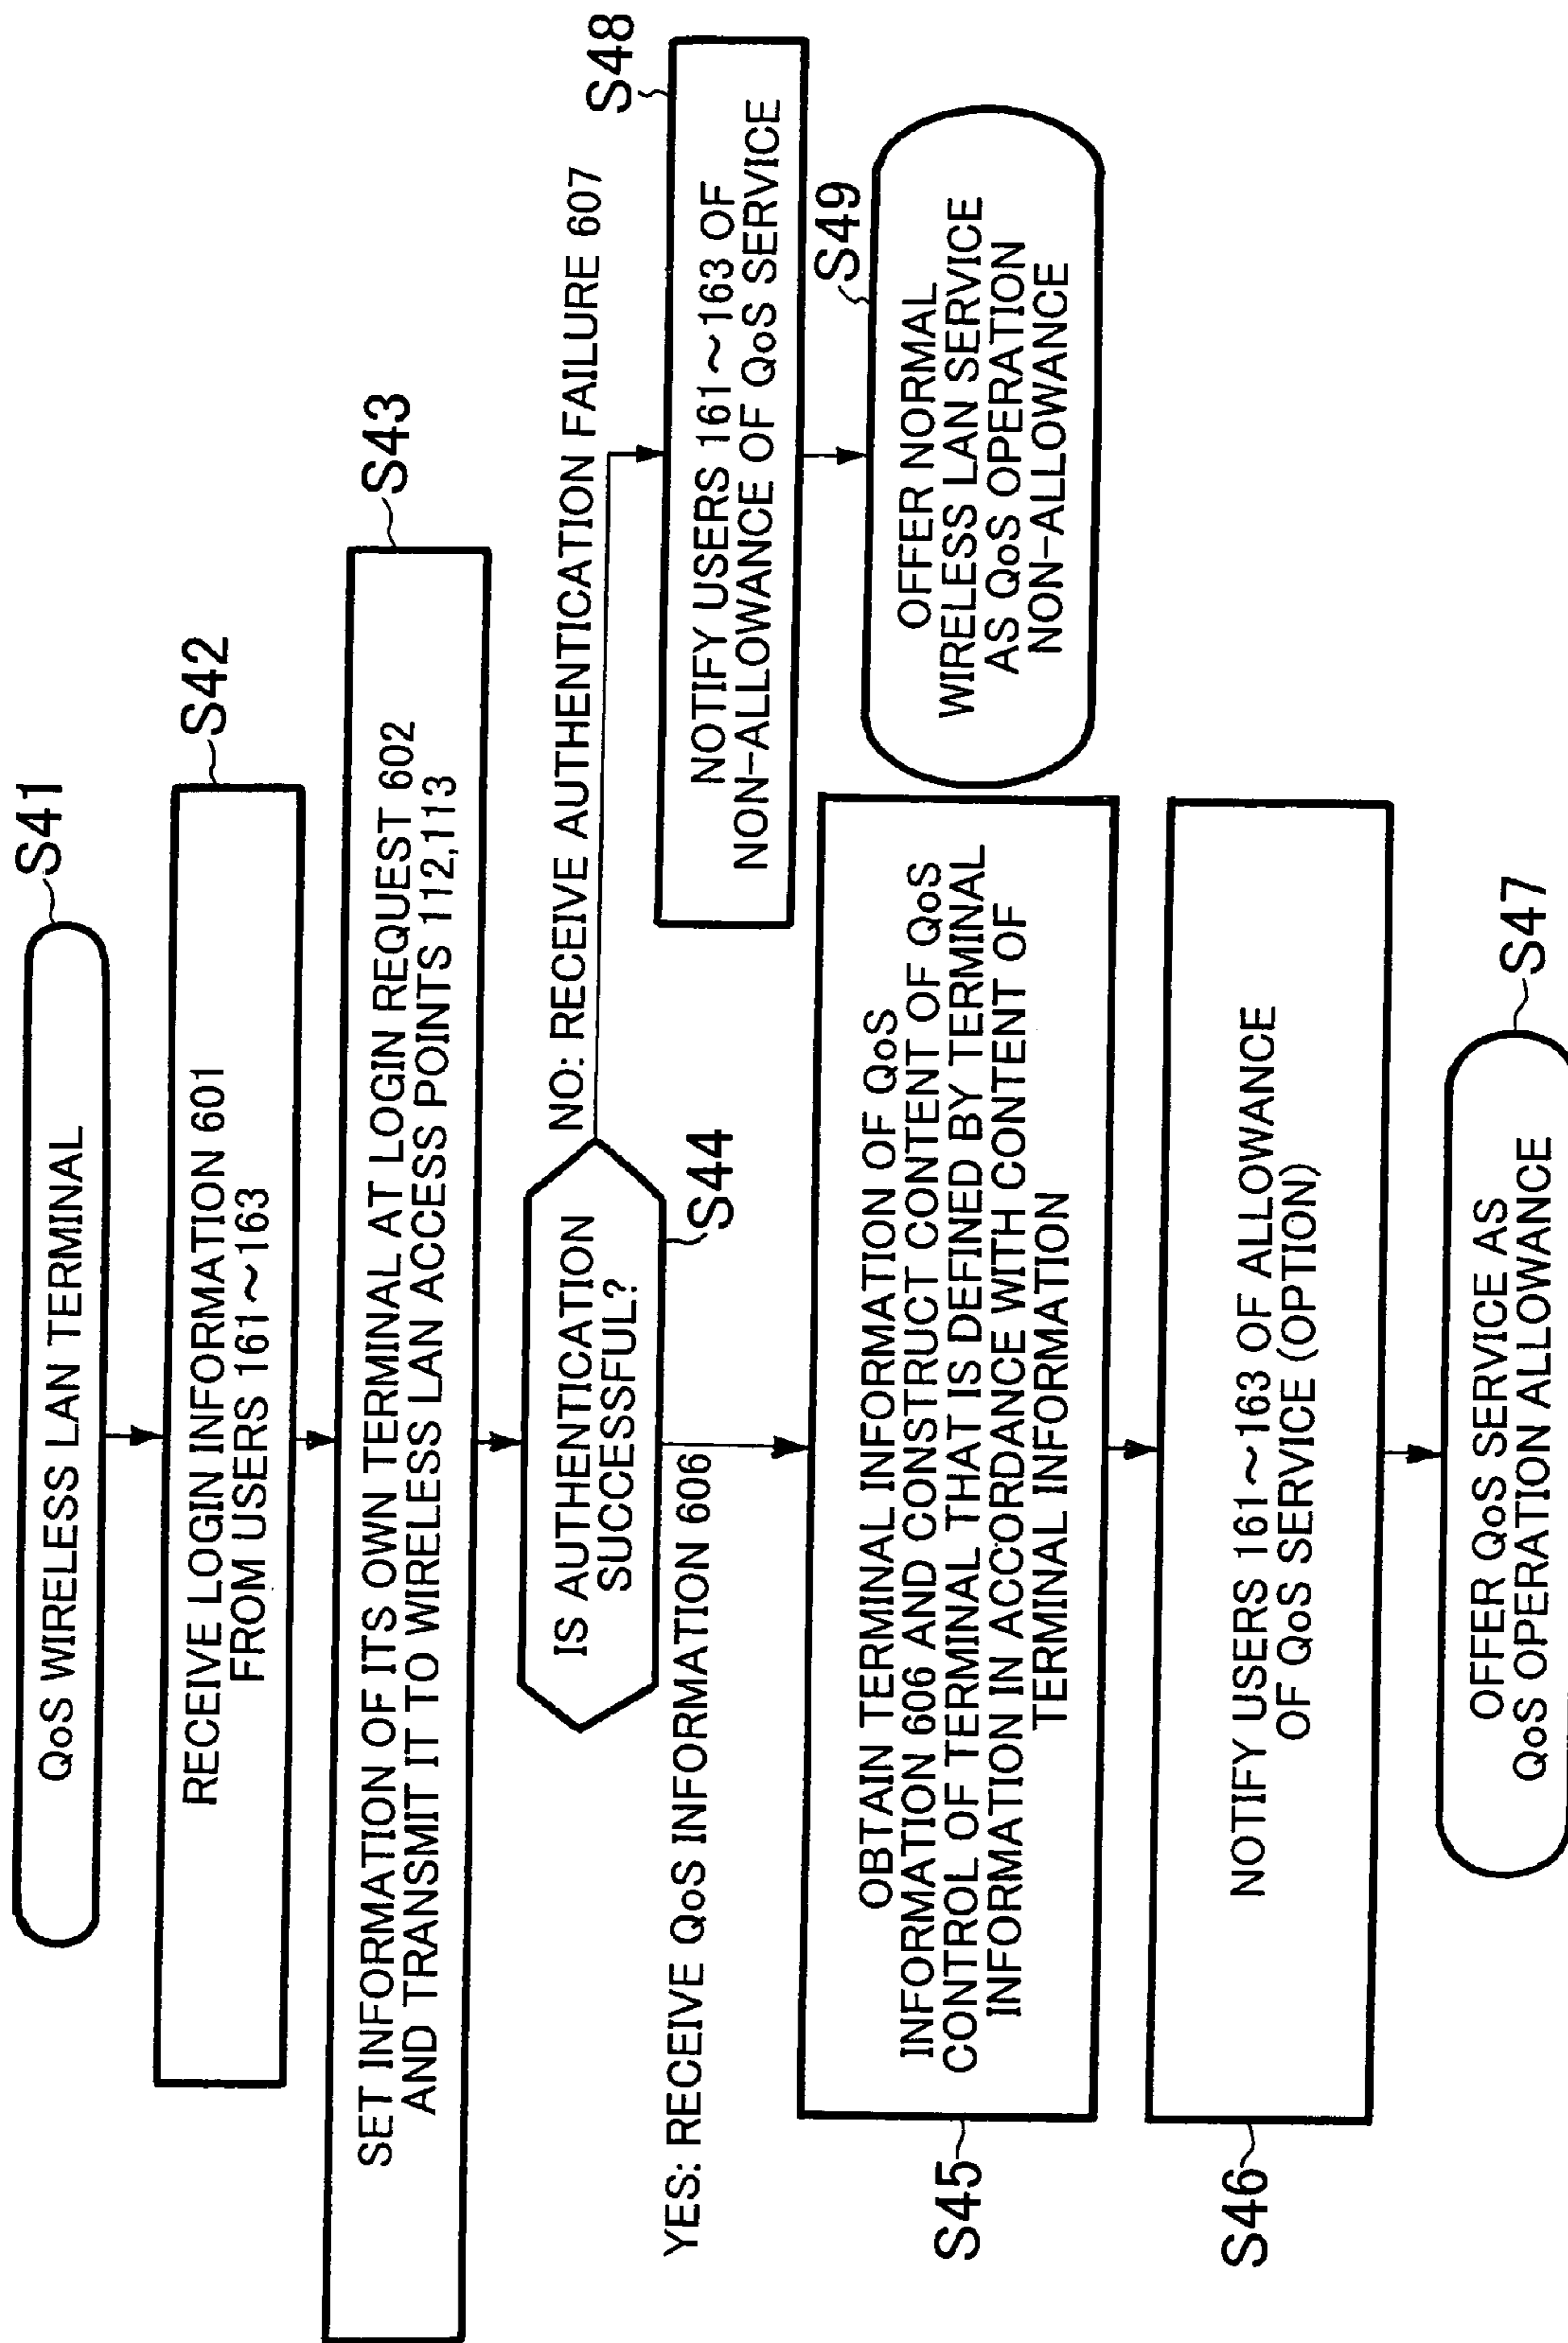 S41
QoS WIRELESS LAN TERMINAL
S42
RECEIVE LOGIN INFORMATION 601
FROM USERS 161~163
S43
SET INFORMATION OF ITS OWN TERMINAL AT LOGIN REQUEST 602
AND TRANSMIT IT TO WIRELESS LAN ACCESS POINTS 112,113
IS AUTHENTICATION
SUCCESSFUL?
S44
NO: RECEIVE AUTHENTICATION FAILURE 607
S48
NOTIFY USERS 161~163 OF
NON-ALLOWANCE OF QoS SERVICE
S49
OFFER NORMAL
WIRELESS LAN SERVICE
AS QoS OPERATION
NON-ALLOWANCE
YES: RECEIVE QoS INFORMATION 606
S45
OBTAIN TERMINAL INFORMATION OF QoS
INFORMATION 606 AND CONSTRUCT CONTENT OF QoS
CONTROL OF TERMINAL THAT IS DEFINED BY TERMINAL
INFORMATION IN ACCORDANCE WITH CONTENT OF
TERMINAL INFORMATION
S46
NOTIFY USERS 161~163 OF ALLOWANCE
OF QoS SERVICE (OPTION)
S47
OFFER QoS SERVICE AS
QoS OPERATION ALLOWANCE